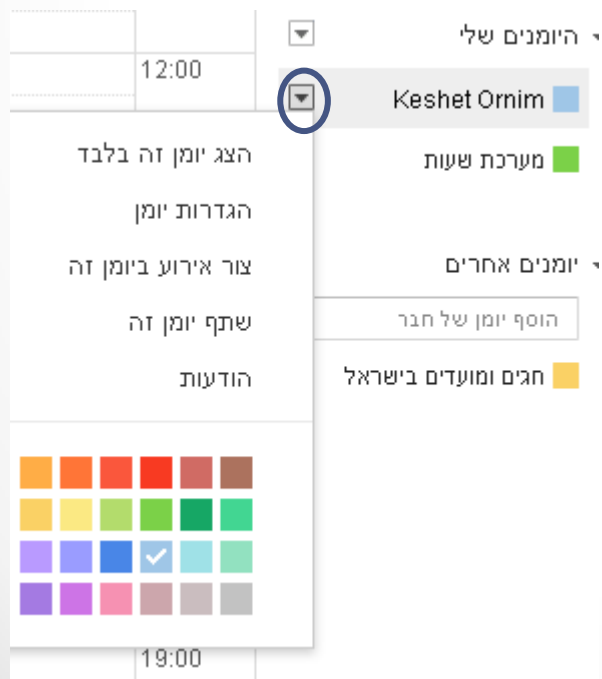 היומנים שלי
Keshet Ornim
מערכת שעות
יומנים אחרים
הוסף יומן של חבר
חגים ומועדים בישראל
12:00
הצג יומן זה בלבד
הגדרות יומן
צור אירוע ביומן זה
שתף יומן זה
הודעות
19:00